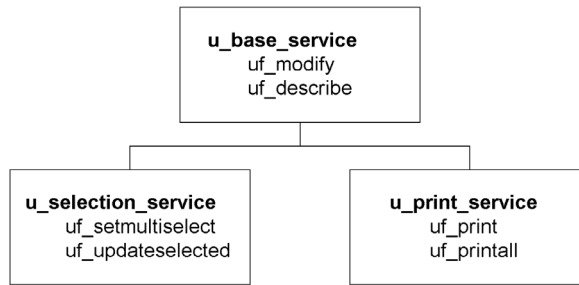 u_base_service
uf_modify
uf_describe
u_selection_service
uf_setmultiselect
uf_updateselected
u_print_service
uf_print
uf_printall